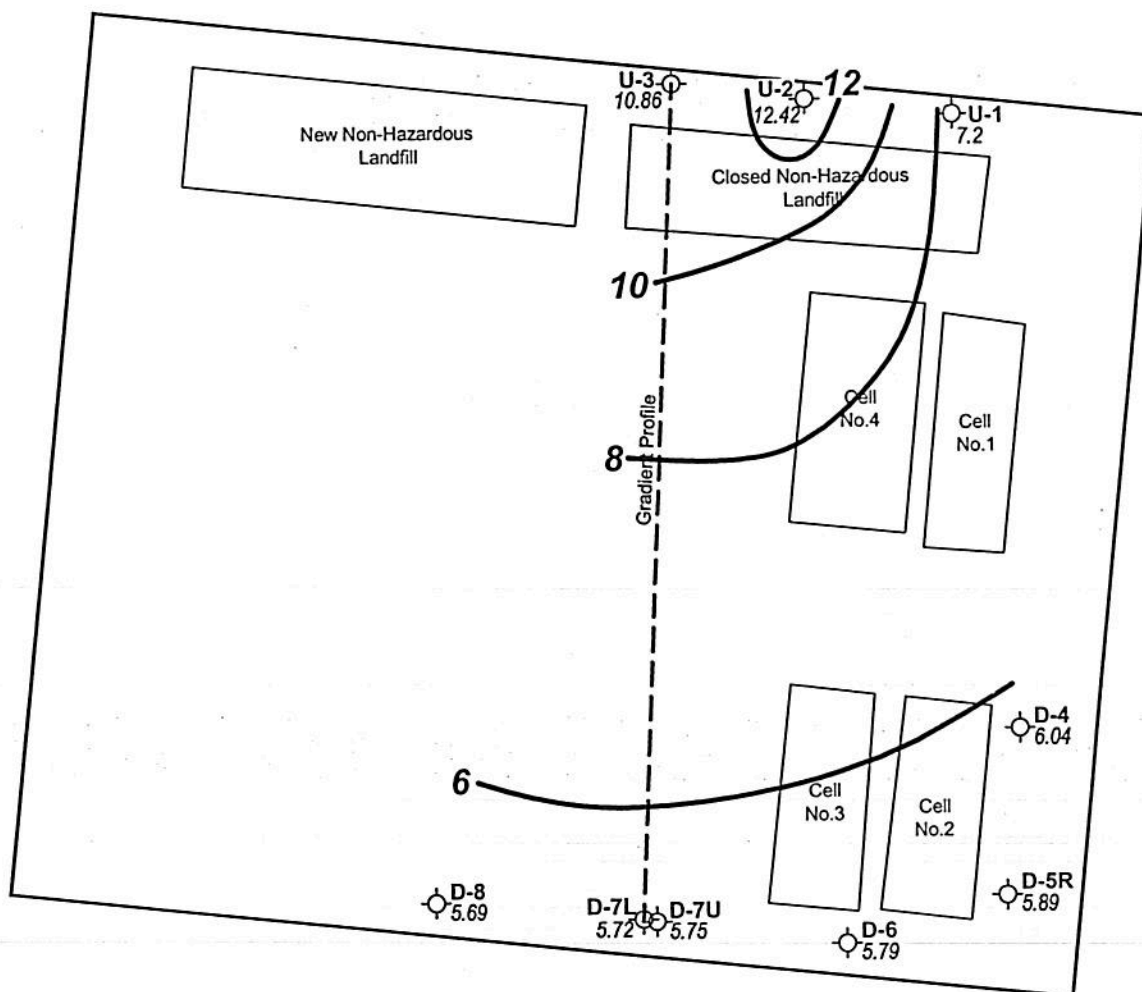 U-3
10.86
U-2
12.42
12
U-1
7.2
New Non-Hazardous
Landfill
Closed Non-Hazardous
Landfill
10
Cell
No.4
Cell
No.1
8
Gradient Profile
D-4
6.04
6
Cell
No.3
Cell
No.2
D-8
5.69
D-7L
5.72
D-7U
5.75
D-5R
5.89
D-6
5.79